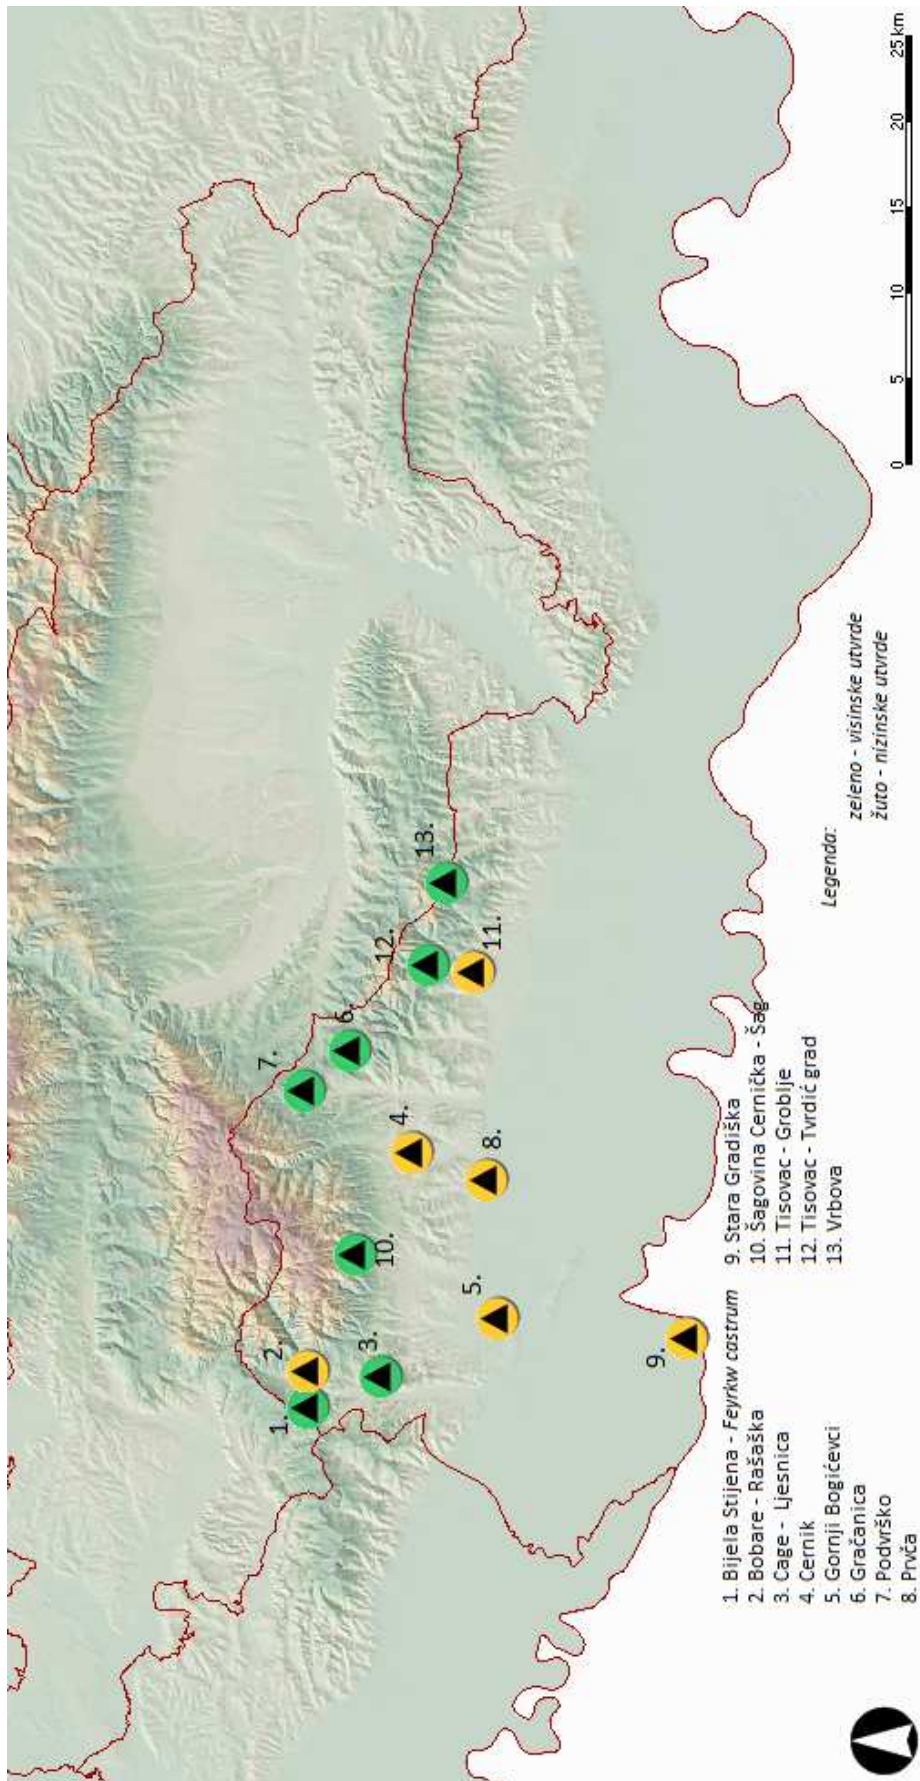 1.
2.
3.
4.
5.
6.
7.
8.
9.
10.
11.
12.
13.
1. Bijela Stijena - Feyrkw castrum
2. Bobare - Rašaška
3. Cage - Ljesnica
4. Cernik
5. Gornji Bogićevci
6. Gračanica
7. Podvrško
8. Prvča
9. Stara Gradiška
10. Šagovina Cernička - Šag
11. Tisovac - Groblje
12. Tisovac - Tvrdić grad
13. Vrbova
Legenda:
zeleno - visinske utvrde
žuto - nizinske utvrde
0 5 10 15 20 25 km